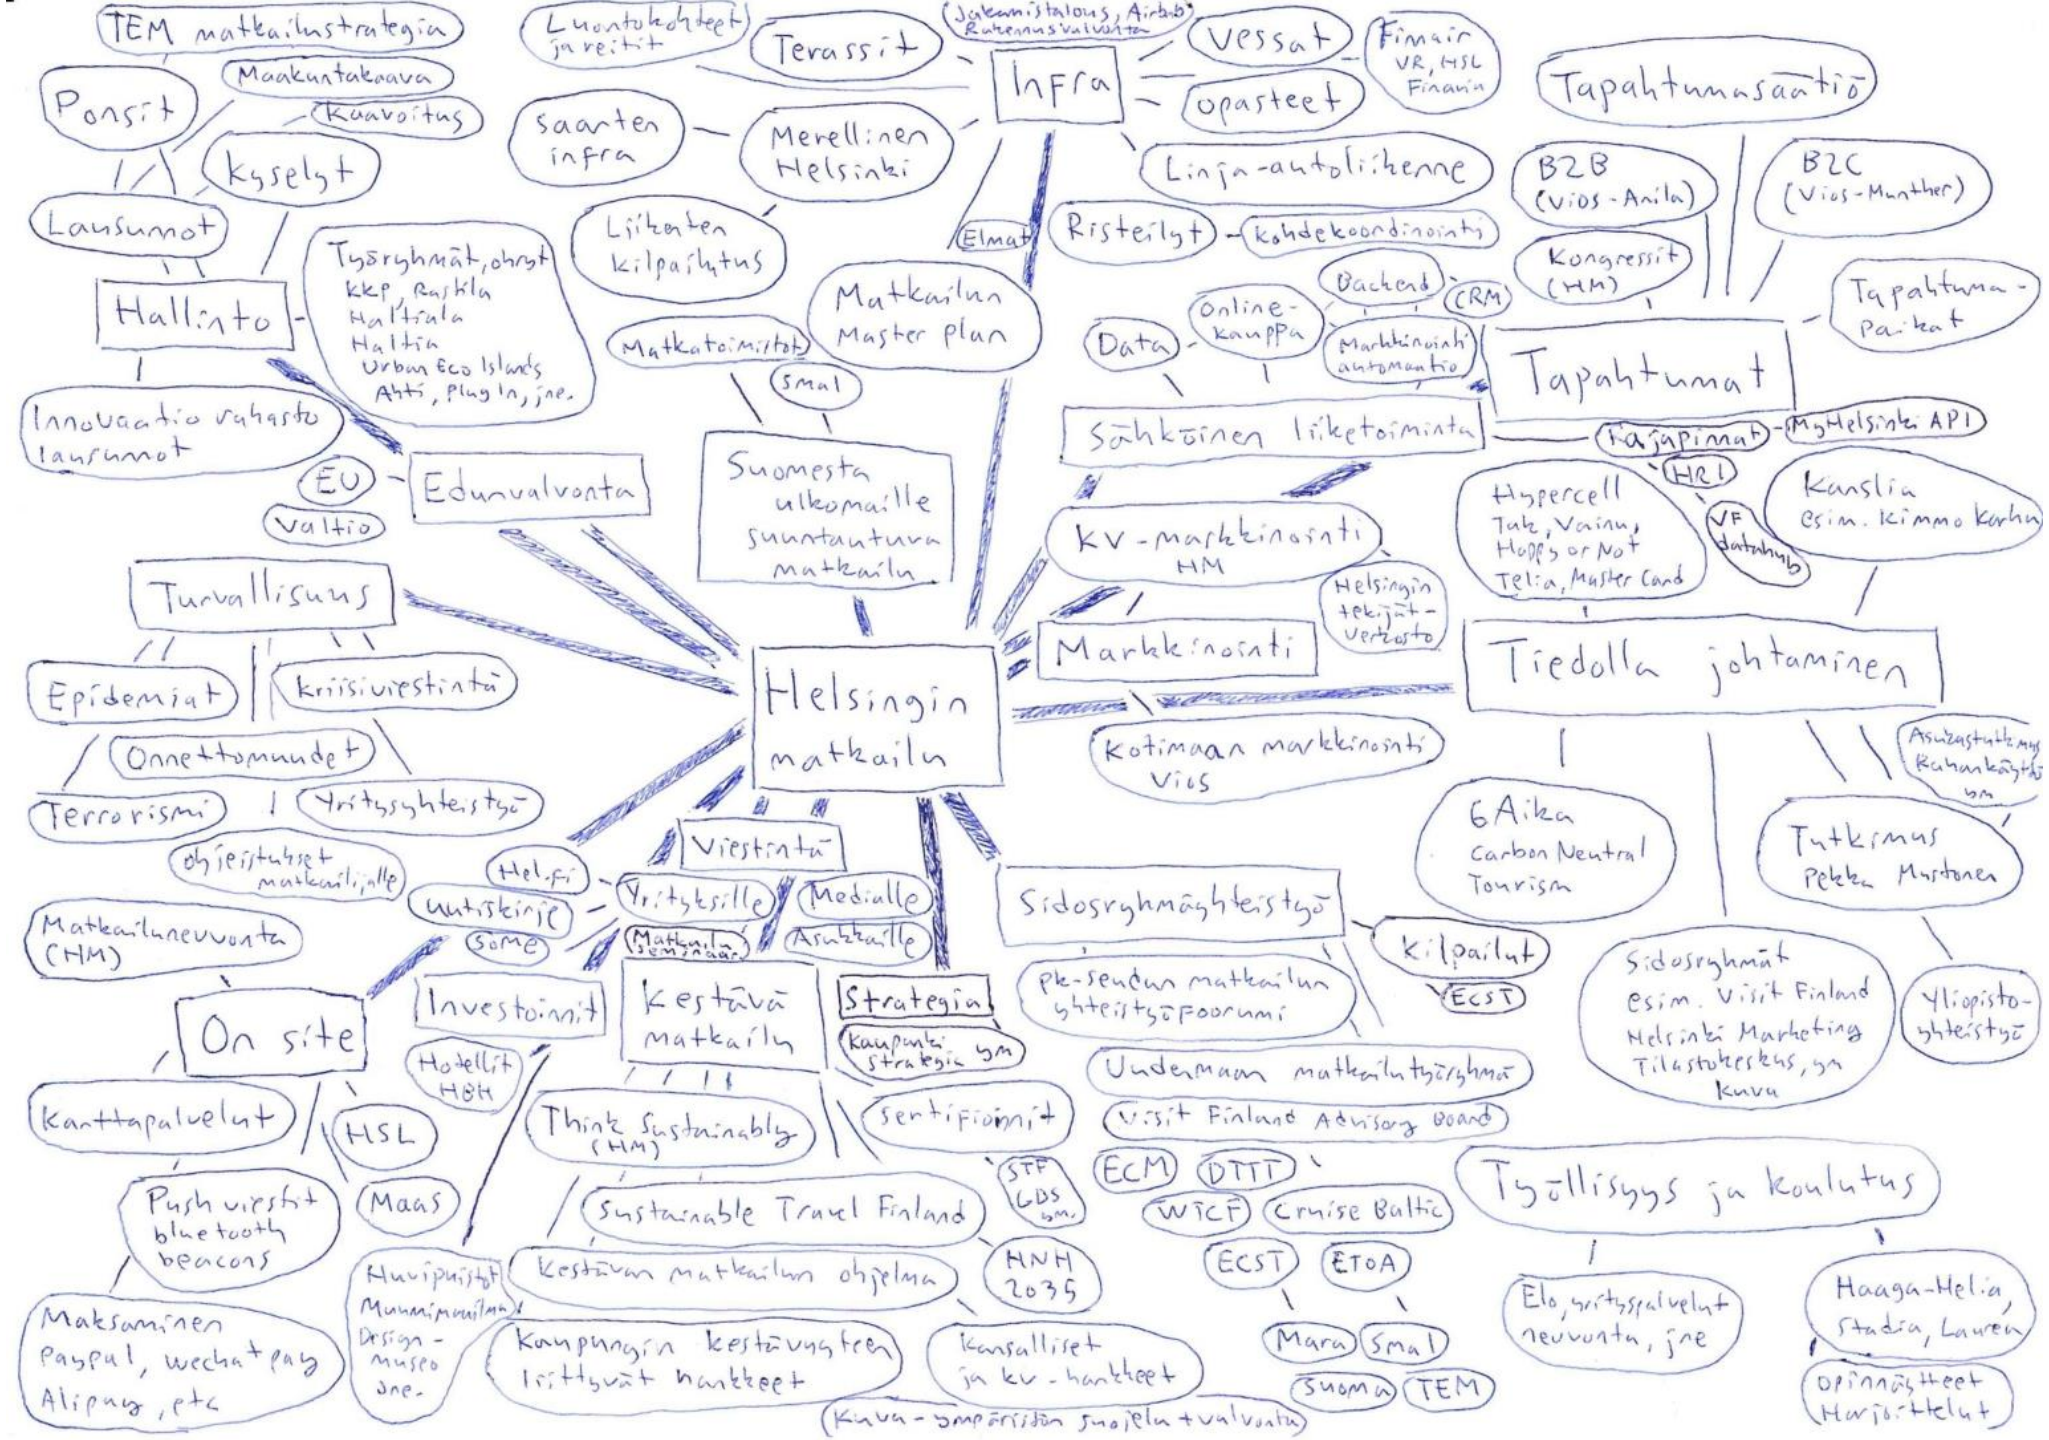 TEM matkailustrategia
Ponsit
Maakuntakaava
Kaavoitus
Kyselyt
Lausunnot
Hallinto
Työryhmät, ohryt
KKP, Rastila
Haltiala
Haltia
Urban Eco Islands
Ahti, PlugIn, jne.
Innovaatio rahasto
lausunnot
EU
Valtio
Edunvalvonta
Luontokohteet
ja reitit
Terassit
Jakamistalous, Airbnb
Rakennusvalvonta
Infra
Vessat
Finnair
VR, HSL
Finavia
opasteet
saarten
infra
Merellinen
Helsinki
Linja-autoliikenne
Liikenteen
Kilpailutus
Elmat
Risteilyt
Kohdekoordinointi
Matkailun
Master plan
Matkatoimistot
Smal
Suomesta
ulkomaille
suuntautuva
matkailu
Tapahtumasäätiö
B2B
(Vios-Anila)
B2C
(Vios-Munther)
Kongressit
(HM)
Tapahtuma-
paikat
Tapahtumat
Backend
CRM
Online-
kauppa
Data
Markkinointi
automaatio
Sähköinen liiketoiminta
Rajapinnat
MyHelsinki API
HRI
VF
datahub
KV-markkinointi
HM
Helsingin
tekijät-
verkosto
Markkinointi
Kotimaan markkinointi
Vios
Hypercell
Tak, Vainu,
Happy or Not
Telia, Master Card
Kanslia
esim. Kimmo Karhu
Tiedolla johtaminen
Asukastutkimus
Rahankäyttö
ym
6Aika
Carbon Neutral
Tourism
Tutkimus
Pekka Mustonen
Sidosryhmät
esim. Visit Finland
Helsinki Marketing
Tilastokeskus, ym
Kuva
Yliopisto-
yhteistyö
Turvallisuus
Epidemiat
Kriisiviestintä
Onnettomuudet
Terrorismi
Yritysyhteistyö
Ohjeistukset
matkailijalle
Helsingin
matkailu
Viestintä
Hel.fi
Yrityksille
Medialle
uutiskirje
some
Asukkaille
Matkailu
seminaari
Matkailuneuvonta
(HM)
On site
Kanttapalvelut
HSL
Maas
Push viestit
bluetooth
beacons
Maksaminen
paypal, wechat pay
Alipay, etc
Investoinnit
Hotellit
HBH
Huvipuistot
Muumimaailma
Design-
museo
jne.
Kestävä
matkailu
Think Sustainably
(HM)
Sustainable Travel Finland
Kestävän matkailun ohjelma
Kaupungin kestävyyteen
liittyvät hankkeet
Sertifioinnit
STF
GDS
ym.
HNH
2035
Kansalliset
ja kv-hankkeet
(Kuva-ympäristön suojelu + valvonta)
Strategia
Kaupunki
strategia ym
Sidosryhmäyhteistyö
Kilpailut
ECST
pk-seudun matkailun
yhteistyöfoorumi
Uudenmaan matkailutyöryhmä
Visit Finland Advisory Board
ECM
DTTT
WTCF
Cruise Baltic
ECST
ETOA
Mara
Smal
Suoma
TEM
Työllisyys ja koulutus
Elo, yrityspalvelut
neuvonta, jne
Haaga-Helia,
Stadia, Laurea
Opinnäytteet
Harjoittelut